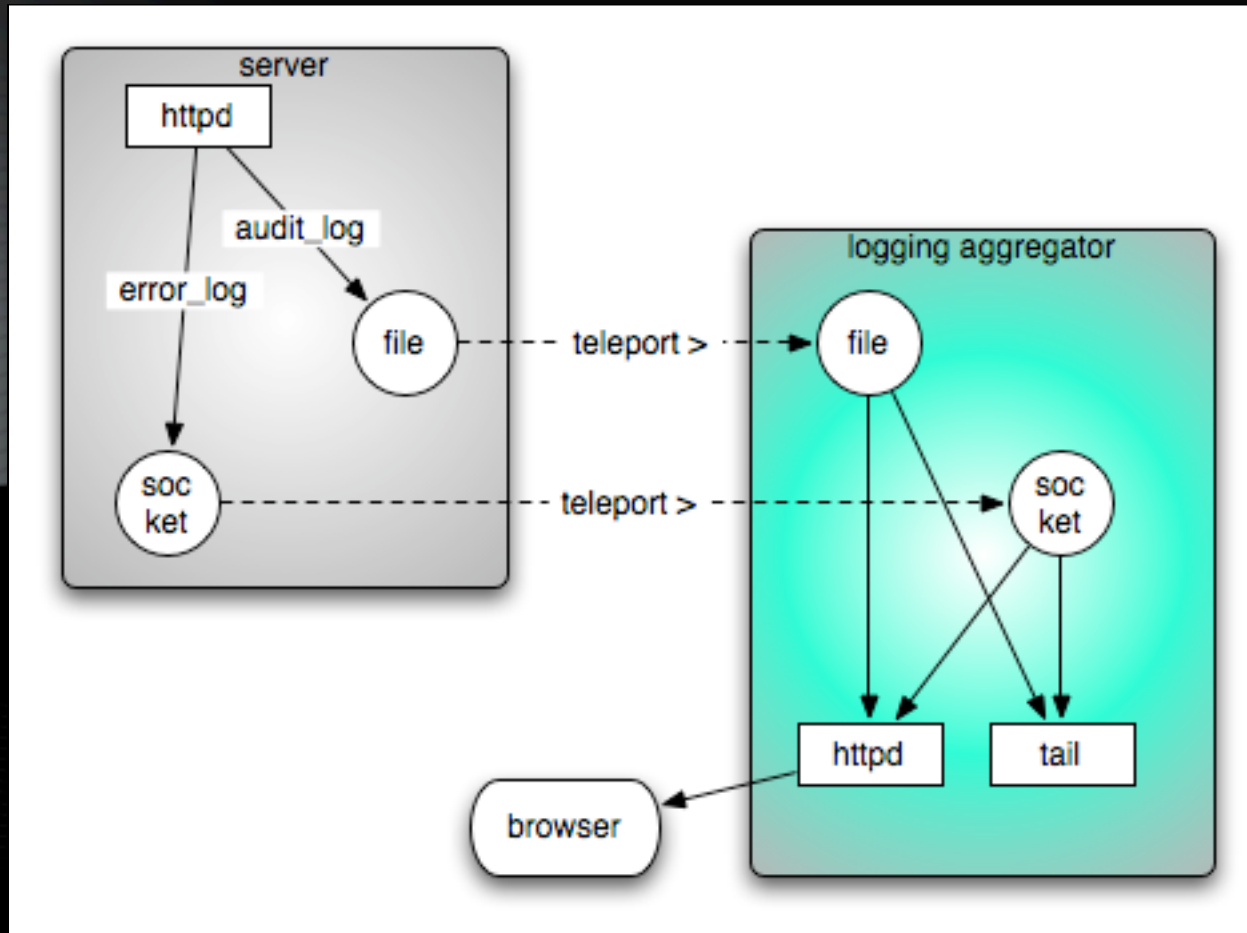 server
httpd
audit_log
logging aggregator
error_log
file
teleport >
file
soc
ket
teleport >
soc
ket
httpd
tail
browser